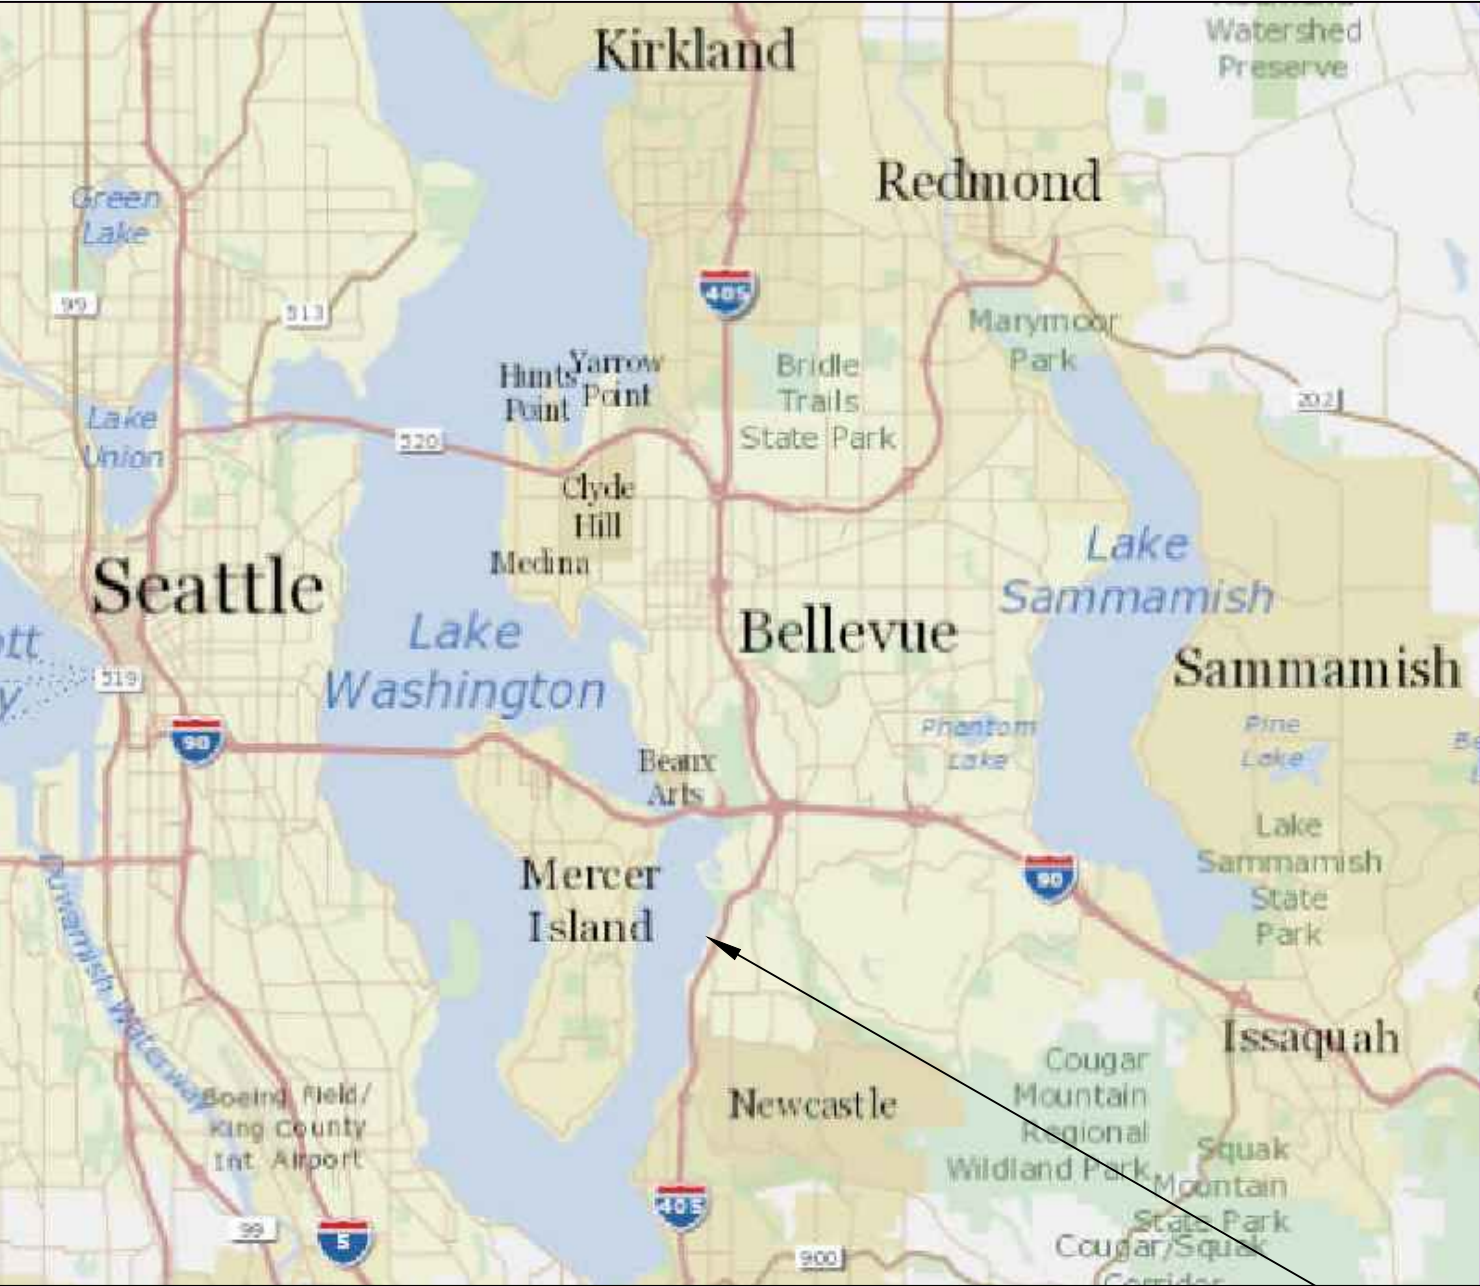 Kirkland
Watershed
Preserve
Redmond
Green
Lake
99
513
405
Marymoor
Park
Hunts
Point
Yarrow
Point
Bridle
Trails
State Park
202
Lake
Union
520
Clyde
Hill
Medina
Lake
Sammamish
Seattle
Lake
Washington
Bellevue
Sammamish
519
90
Phantom
Lake
Pine
Lake
Beaux
Arts
Lake
Sammamish
State
Park
Mercer
Island
90
Duwamish Waterway
Issaquah
Cougar
Mountain
Regional
Wildland Park
Newcastle
Boeing Field/
King County
Int Airport
Squak
Mountain
State Park
Cougar/Squak
Corridor
99
5
405
900